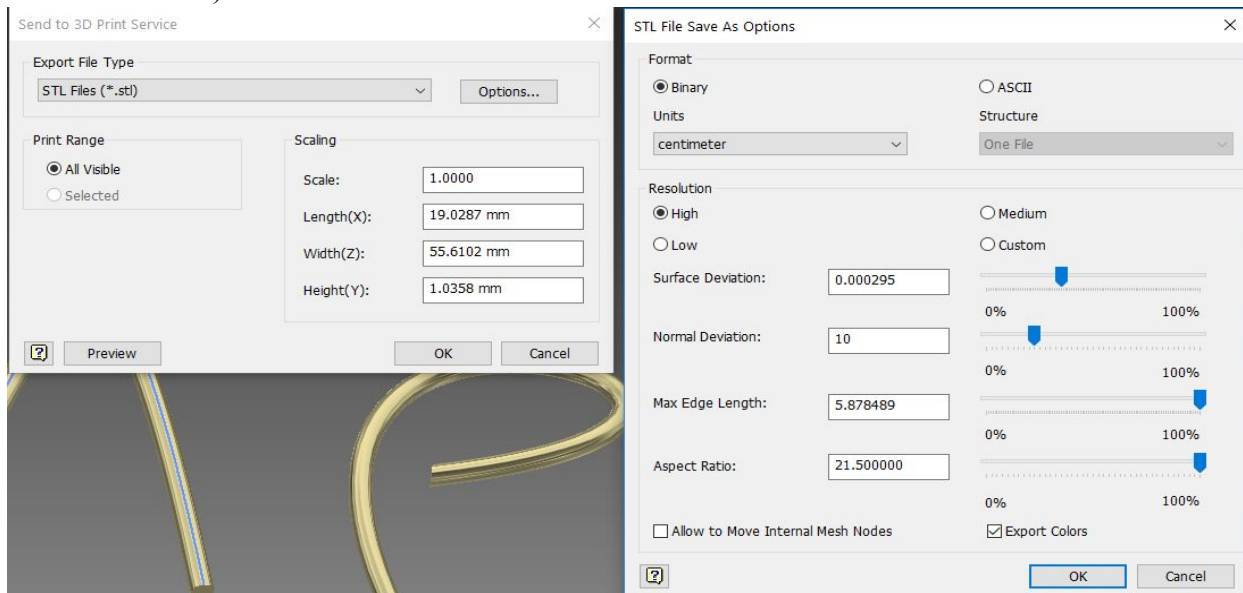 Send to 3D Print Service
Export File Type
STL Files (*.stl)
Options...
Print Range
All Visible
Selected
Scaling
Scale: 1.0000
Length(X): 19.0287 mm
Width(Z): 55.6102 mm
Height(Y): 1.0358 mm
Preview
OK Cancel
STL File Save As Options
Format
Binary ASCII
Units Structure
centimeter One File
Resolution
High Medium
Low Custom
Surface Deviation: 0.000295
0% 100%
Normal Deviation: 10
0% 100%
Max Edge Length: 5.878489
0% 100%
Aspect Ratio: 21.500000
0% 100%
Allow to Move Internal Mesh Nodes Export Colors
OK Cancel